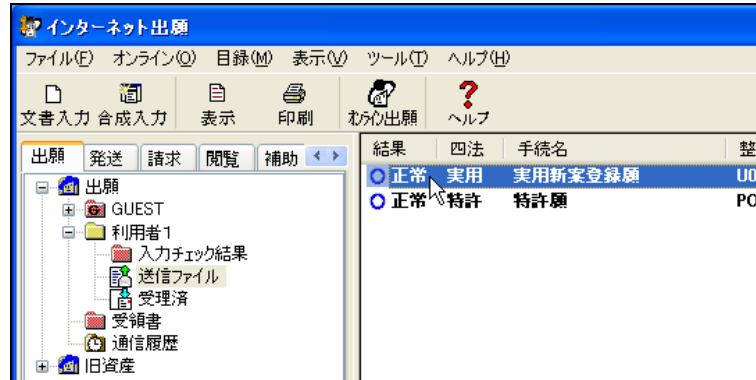 インターネット出願
ファイル(F) オンライン(O) 目録(M) 表示(V) ツール(T) ヘルプ(H)
文書入力 合成入力 表示 印刷 オンライン出願 ヘルプ
出願 発送 請求 閲覧 補助
結果 四法 手続名 整
正常 実用 実用新案登録願 U0
正常 特許 特許願 PO
出願
GUEST
利用者1
入力チェック結果
送信ファイル
受理済
受領書
通信履歴
旧資産